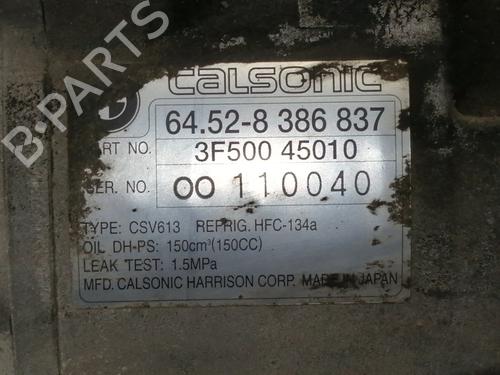 B-PARTS
CALSONIC
64.52-8 386 837
PART NO. 3F500 45010
SER. NO. 00 110040
TYPE: CSV613 REFRIG. HFC-134a
OIL DH-PS: 150cm³(150CC)
LEAK TEST: 1.5MPa
MFD. CALSONIC HARRISON CORP. MADE IN JAPAN